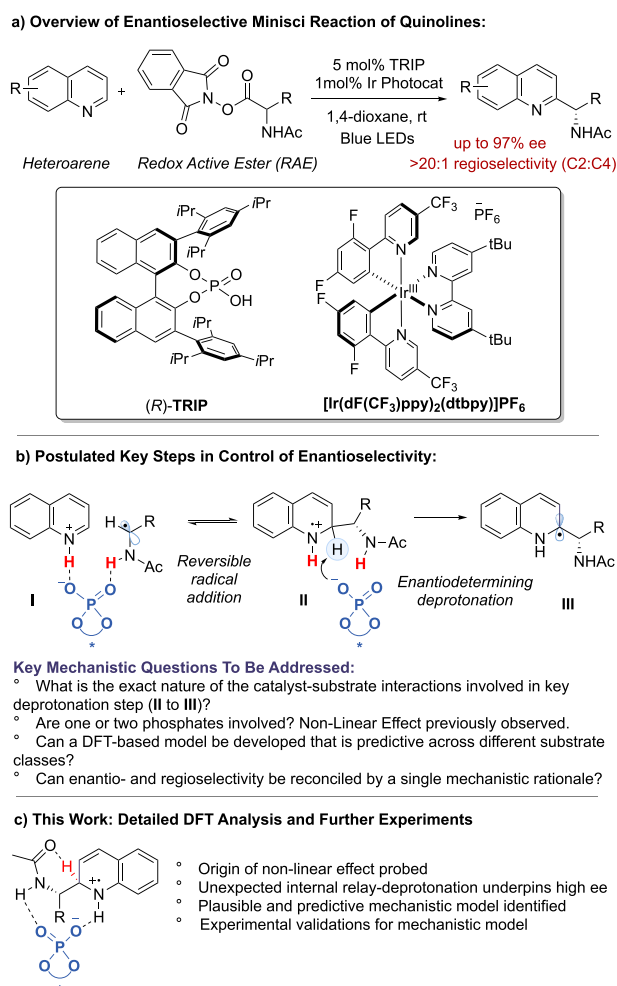 a) Overview of Enantioselective Minisci Reaction of Quinolines:
R
N
+
O
N
O
O
O
R
NHAc
5 mol% TRIP
1mol% Ir Photocat
1,4-dioxane, rt
Blue LEDs
R
N
R
NHAc
up to 97% ee
>20:1 regioselectivity (C2:C4)
Heteroarene
Redox Active Ester (RAE)
iPr
iPr
iPr
O
O
P
O
OH
iPr
iPr
iPr
(R)-TRIP
F
CF3
PF6
–
N
tBu
F
N
IrIII
F
N
N
tBu
F
CF3
[Ir(dF(CF3)ppy)2(dtbpy)]PF6
b) Postulated Key Steps in Control of Enantioselectivity:
N
+
H
H
R
H
N
Ac
–O
O
P
O
O
*
I
Reversible
radical
addition
R
N
•+
H
H
N
Ac
H
–
O
O
P
O
O
*
II
Enantiodetermining
deprotonation
R
N
H
NHAc
III
Key Mechanistic Questions To Be Addressed:
° What is the exact nature of the catalyst-substrate interactions involved in key
deprotonation step (II to III)?
° Are one or two phosphates involved? Non-Linear Effect previously observed.
° Can a DFT-based model be developed that is predictive across different substrate
classes?
° Can enantio- and regioselectivity be reconciled by a single mechanistic rationale?
c) This Work: Detailed DFT Analysis and Further Experiments
O
H
N
H
R
+•
N
H
O
O–
P
O
O
° Origin of non-linear effect probed
° Unexpected internal relay-deprotonation underpins high ee
° Plausible and predictive mechanistic model identified
° Experimental validations for mechanistic model